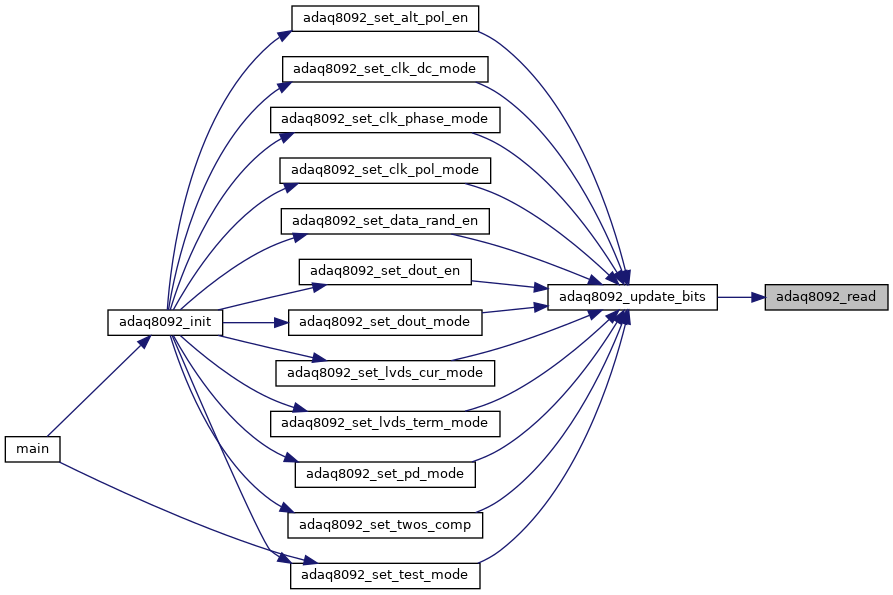 adaq8092_set_alt_pol_en
adaq8092_set_clk_dc_mode
adaq8092_set_clk_phase_mode
adaq8092_set_clk_pol_mode
adaq8092_set_data_rand_en
adaq8092_set_dout_en
adaq8092_update_bits
adaq8092_read
adaq8092_init
adaq8092_set_dout_mode
adaq8092_set_lvds_cur_mode
adaq8092_set_lvds_term_mode
main
adaq8092_set_pd_mode
adaq8092_set_twos_comp
adaq8092_set_test_mode